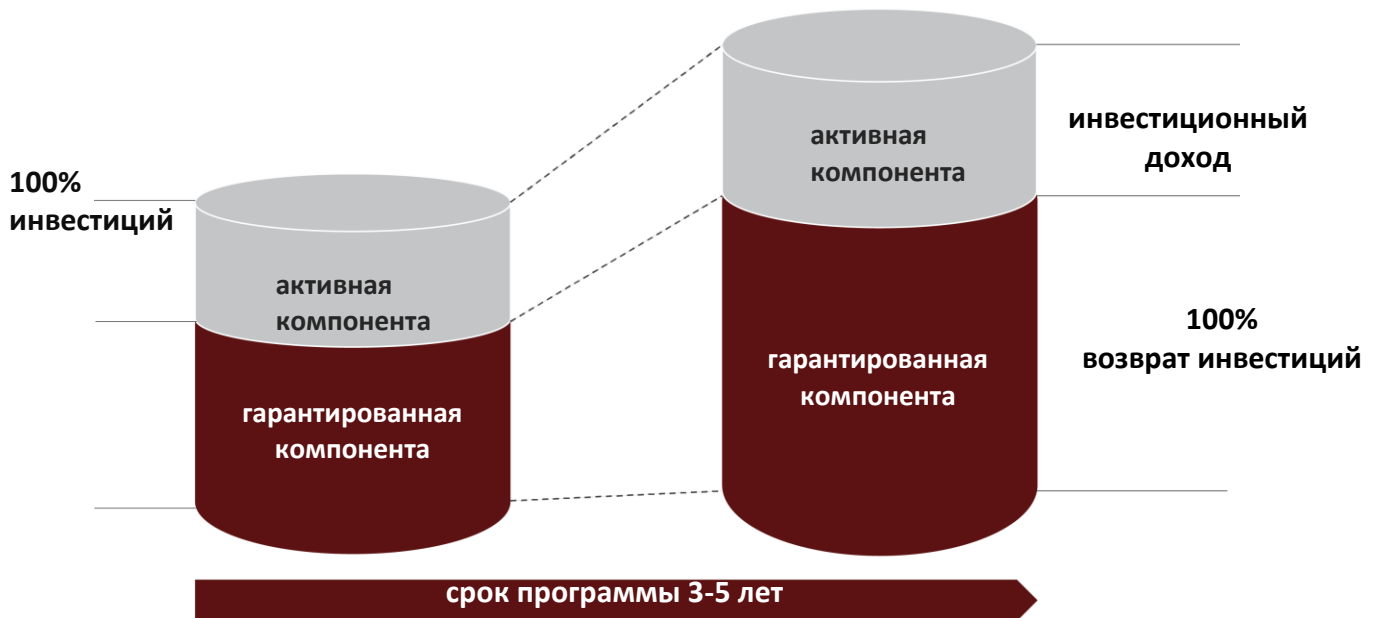 100%
инвестиций
активная
компонента
гарантированная
компонента
активная
компонента
гарантированная
компонента
инвестиционный
доход
100%
возврат инвестиций
срок программы 3-5 лет